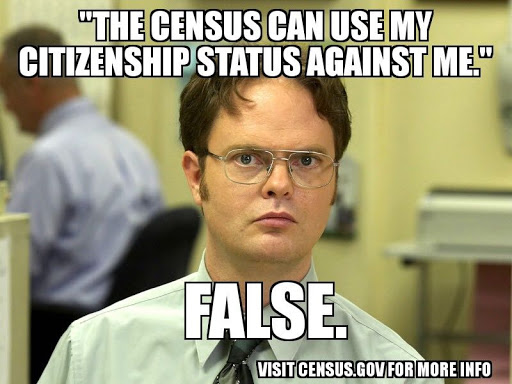 "THE CENSUS CAN USE MY
CITIZENSHIP STATUS AGAINST ME."
FALSE.
VISIT CENSUS.GOV FOR MORE INFO